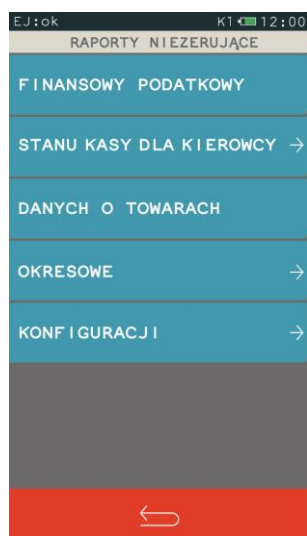 EJ:ok K1 12:00
RAPORTY NIEZERUJĄCE
FINANSOWY PODATKOWY
STANU KASY DLA KIEROWCY →
DANYCH O TOWARACH
OKRESOWE →
KONFIGURACJI →